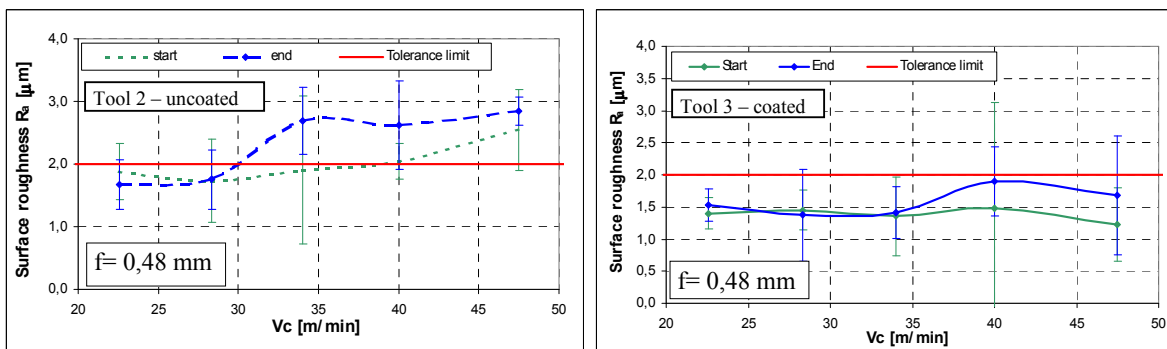 4,0
start end Tolerance limit
Surface roughness Ra [µm]
Tool 2 – uncoated
3,0
2,0
1,0
f= 0,48 mm
0,0
20 25 30 35 40 45 50
Vc [m/min]
4,0
3,5
Start End Tolerance limit
Surface roughness Ra [µm]
3,0
Tool 3 – coated
2,5
2,0
1,5
1,0
0,5
f= 0,48 mm
0,0
20 25 30 35 40 45 50
Vc [m/min]